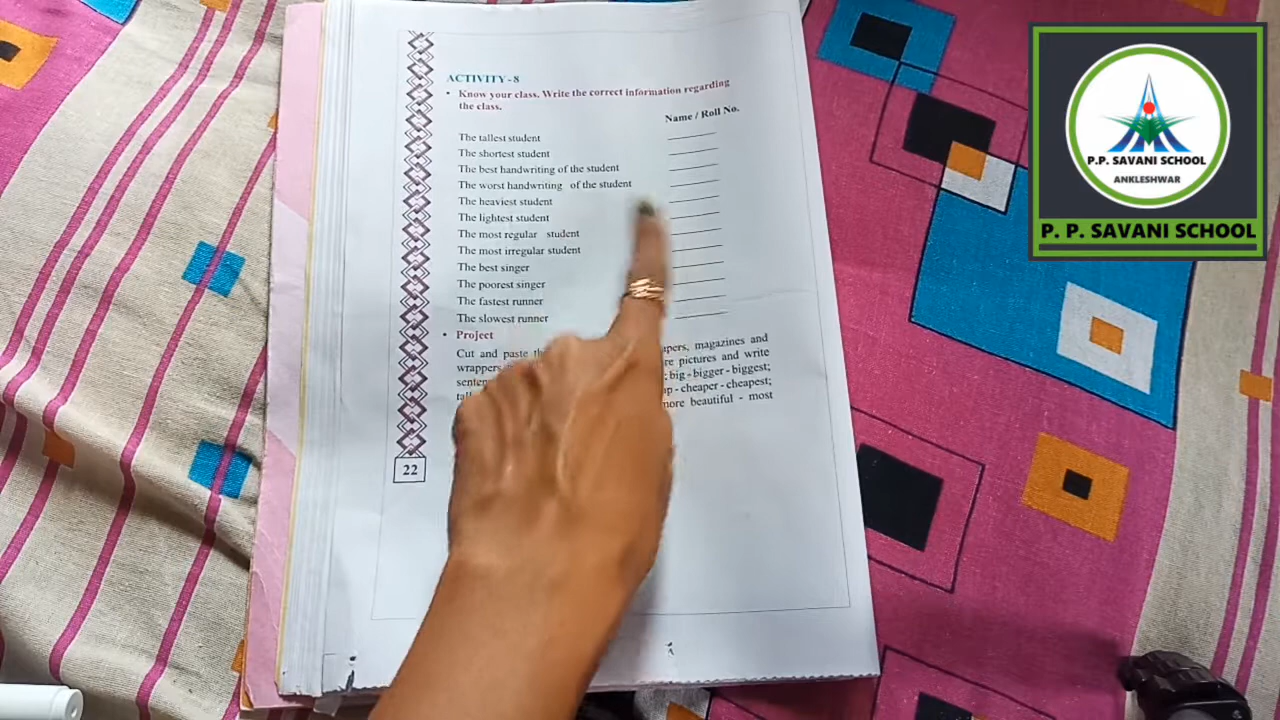 ACTIVITY - 8
• Know your class. Write the correct information regarding
the class.
Name / Roll No.
The tallest student
The shortest student
The best handwriting of the student
The worst handwriting of the student
The heaviest student
The lightest student
The most regular student
The most irregular student
The best singer
The poorest singer
The fastest runner
The slowest runner
• Project
Cut and paste magazines and
wrappers pictures and write
big - bigger - biggest;
- cheaper - cheapest;
more beautiful - most
22
P.P. SAVANI SCHOOL
ANKLESHWAR
P. P. SAVANI SCHOOL